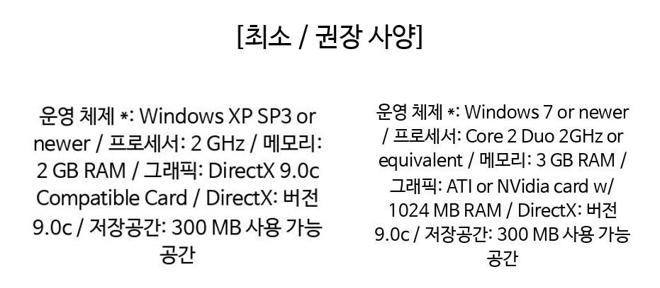 [최소 / 권장 사양]
운영 체제 *: Windows XP SP3 or
newer / 프로세서: 2 GHz / 메모리:
2 GB RAM / 그래픽: DirectX 9.0c
Compatible Card / DirectX: 버전
9.0c / 저장공간: 300 MB 사용 가능
공간
운영 체제 *: Windows 7 or newer
/ 프로세서: Core 2 Duo 2GHz or
equivalent / 메모리: 3 GB RAM /
그래픽: ATI or NVidia card w/
1024 MB RAM / DirectX: 버전
9.0c / 저장공간: 300 MB 사용 가능
공간